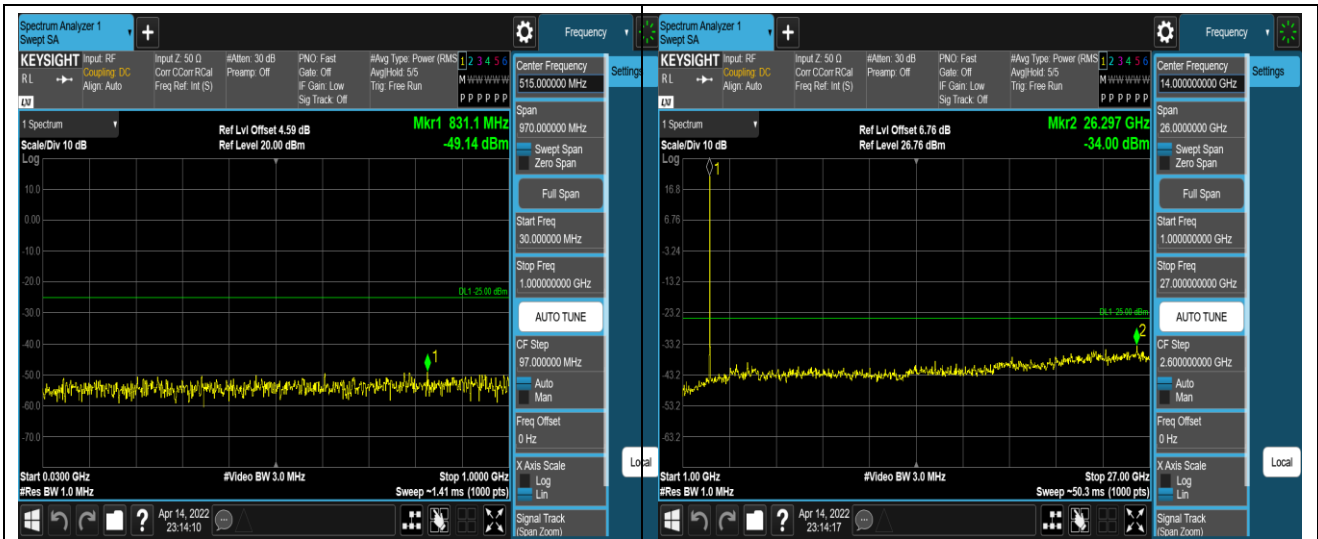 Spectrum Analyzer 1
Swept SA
+
Frequency
KEYSIGHT
RL
LXI
Input: RF
Coupling: DC
Align: Auto
Input Z: 50 Ω
Corr CCorr RCal
Freq Ref: Int (S)
#Atten: 30 dB
Preamp: Off
PNO: Fast
Gate: Off
IF Gain: Low
Sig Track: Off
#Avg Type: Power (RMS
Avg|Hold: 5/5
Trig: Free Run
1 2 3 4 5 6
M W W W W W
P P P P P P
1 Spectrum
Scale/Div 10 dB
Log
Ref Lvl Offset 4.59 dB
Ref Level 20.00 dBm
Mkr1 831.1 MHz
-49.14 dBm
10.0
0.00
-10.0
-20.0
DL1 -25.00 dBm
-30.0
-40.0
1
-50.0
-60.0
-70.0
Start 0.0300 GHz
#Res BW 1.0 MHz
#Video BW 3.0 MHz
Stop 1.0000 GHz
Sweep ~1.41 ms (1000 pts)
Center Frequency
515.000000 MHz
Span
970.000000 MHz
Swept Span
Zero Span
Full Span
Start Freq
30.000000 MHz
Stop Freq
1.000000000 GHz
AUTO TUNE
CF Step
97.000000 MHz
Auto
Man
Freq Offset
0 Hz
X Axis Scale
Log
Lin
Signal Track
(Span Zoom)
Settings
Local
?
Apr 14, 2022
23:14:10
Spectrum Analyzer 1
Swept SA
+
Frequency
KEYSIGHT
RL
LXI
Input: RF
Coupling: DC
Align: Auto
Input Z: 50 Ω
Corr CCorr RCal
Freq Ref: Int (S)
#Atten: 30 dB
Preamp: Off
PNO: Fast
Gate: Off
IF Gain: Low
Sig Track: Off
#Avg Type: Power (RMS
Avg|Hold: 5/5
Trig: Free Run
1 2 3 4 5 6
M W W W W W
P P P P P P
1 Spectrum
Scale/Div 10 dB
Log
Ref Lvl Offset 6.76 dB
Ref Level 26.76 dBm
Mkr2 26.297 GHz
-34.00 dBm
1
16.8
6.76
-3.24
-13.2
-23.2
DL1 -25.00 dBm
2
-33.2
-43.2
-53.2
-63.2
Start 1.00 GHz
#Res BW 1.0 MHz
#Video BW 3.0 MHz
Stop 27.00 GHz
Sweep ~50.3 ms (1000 pts)
Center Frequency
14.000000000 GHz
Span
26.0000000 GHz
Swept Span
Zero Span
Full Span
Start Freq
1.000000000 GHz
Stop Freq
27.000000000 GHz
AUTO TUNE
CF Step
2.600000000 GHz
Auto
Man
Freq Offset
0 Hz
X Axis Scale
Log
Lin
Signal Track
(Span Zoom)
Settings
Local
?
Apr 14, 2022
23:14:17